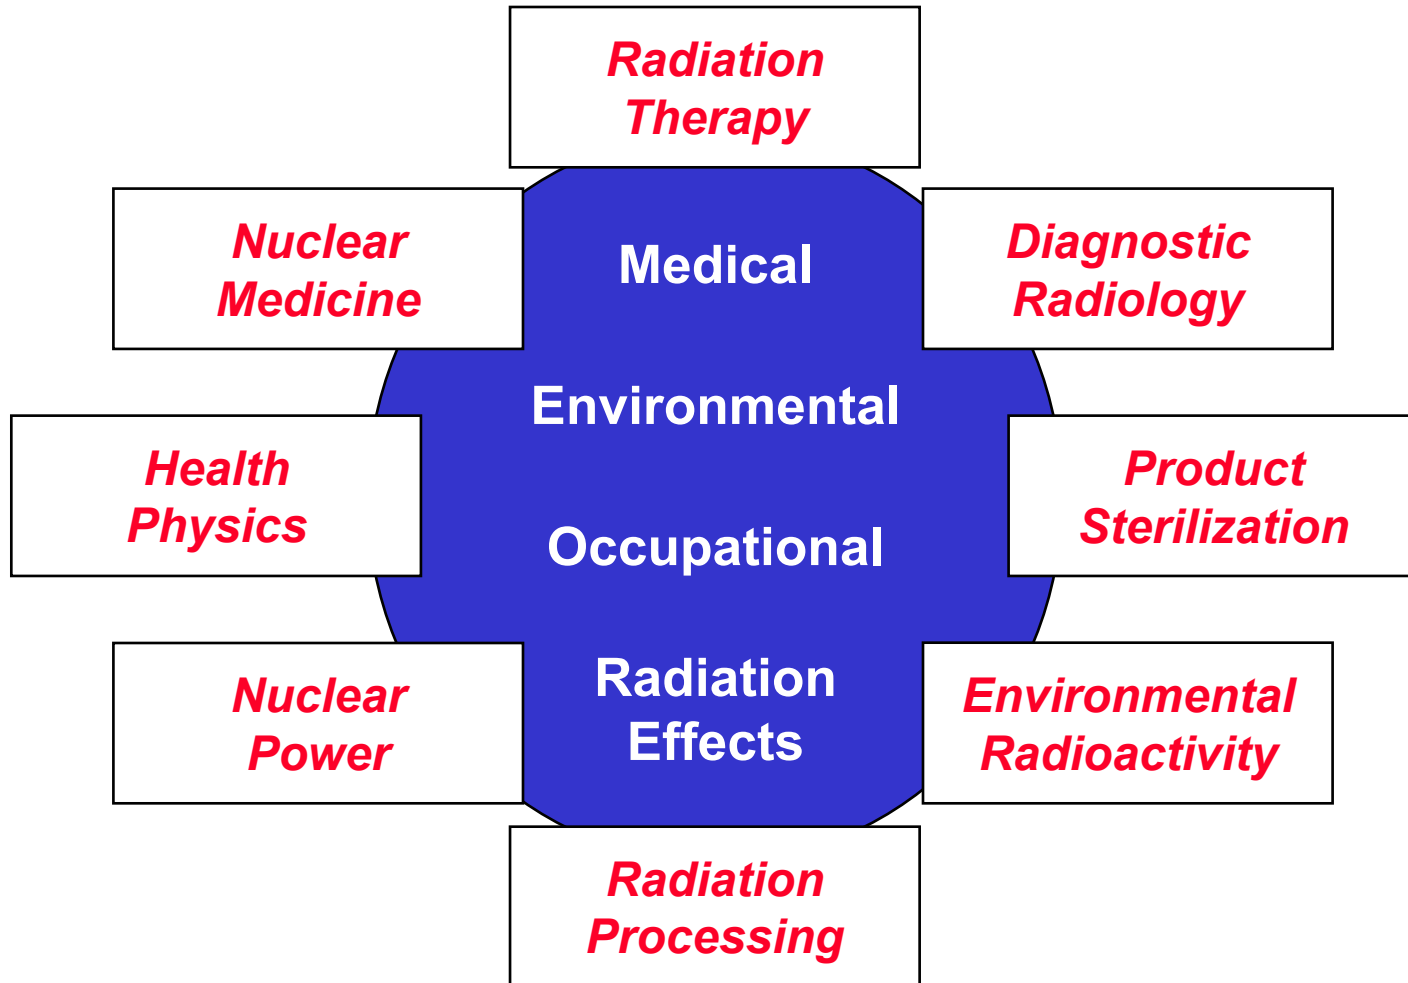 Radiation
Therapy
Nuclear
Medicine
Medical
Diagnostic
Radiology
Environmental
Health
Physics
Product
Sterilization
Occupational
Nuclear
Power
Radiation
Effects
Environmental
Radioactivity
Radiation
Processing